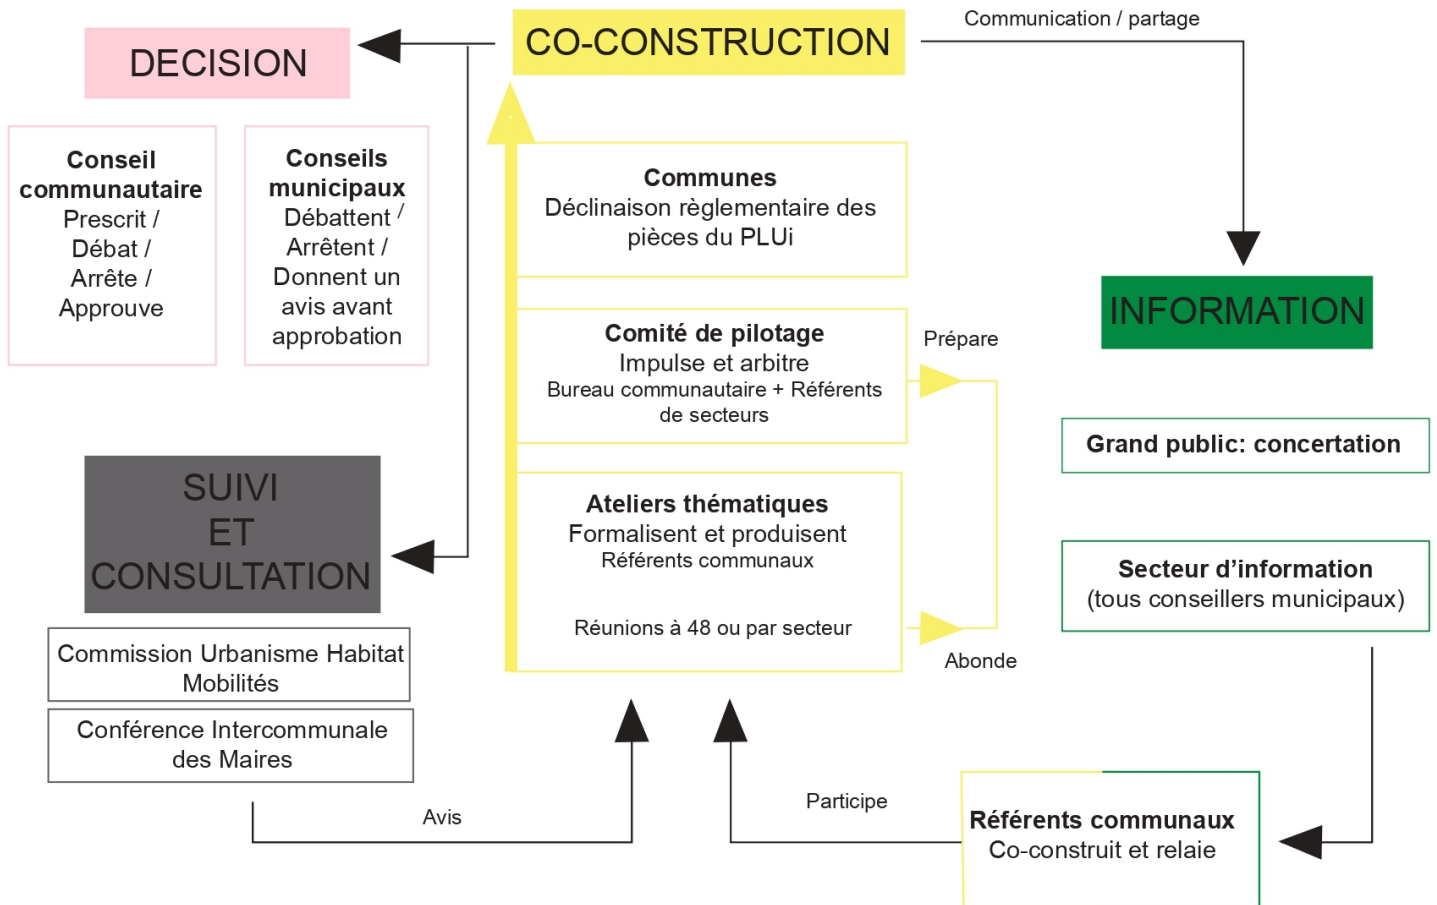 DECISION
CO-CONSTRUCTION
Communication / partage
Conseil
communautaire
Prescrit /
Débat /
Arrête /
Approuve
Conseils
municipaux
Débattent /
Arrêtent /
Donnent un
avis avant
approbation
Communes
Déclinaison règlementaire des
pièces du PLUi
Comité de pilotage
Impulse et arbitre
Bureau communautaire + Référents
de secteurs
Prépare
Ateliers thématiques
Formalisent et produisent
Référents communaux
Réunions à 48 ou par secteur
Abonde
INFORMATION
Grand public: concertation
Secteur d’information
(tous conseillers municipaux)
SUIVI
ET
CONSULTATION
Commission Urbanisme Habitat
Mobilités
Conférence Intercommunale
des Maires
Avis
Participe
Référents communaux
Co-construit et relaie